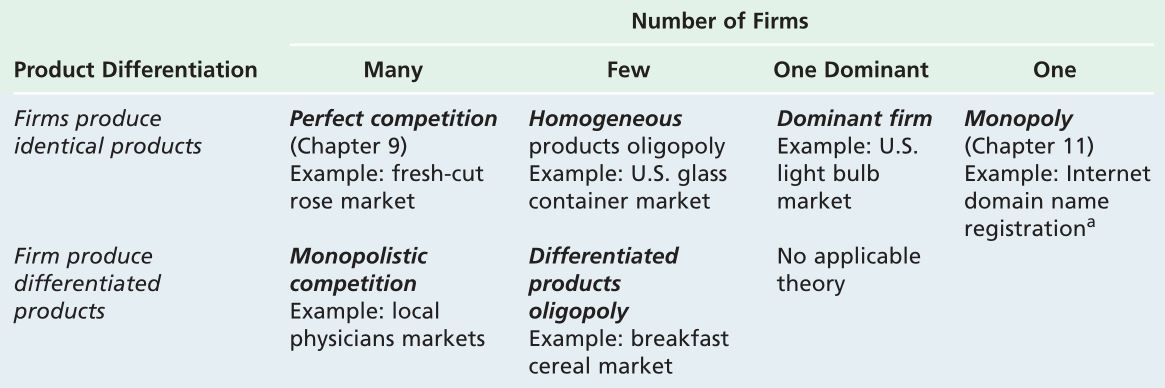 Number of Firms
Product Differentiation Many Few One Dominant One
Firms produce Perfect competition Homogeneous Dominant firm Monopoly
identical products (Chapter 9) products oligopoly Example: U.S. (Chapter 11)
Example: fresh-cut Example: U.S. glass light bulb Example: Internet
rose market container market market domain name
registrationa
Firm produce Monopolistic Differentiated No applicable
differentiated competition products theory
products Example: local oligopoly
physicians markets Example: breakfast
cereal market